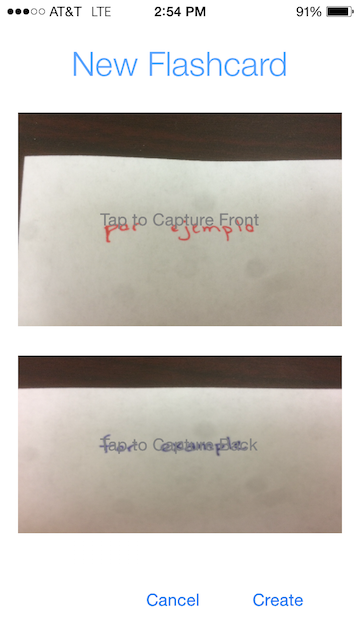 AT&T LTE 2:54 PM 91%
New Flashcard
Tap to Capture Front
por ejemplo
Tap to Capture Back
for example
Cancel Create